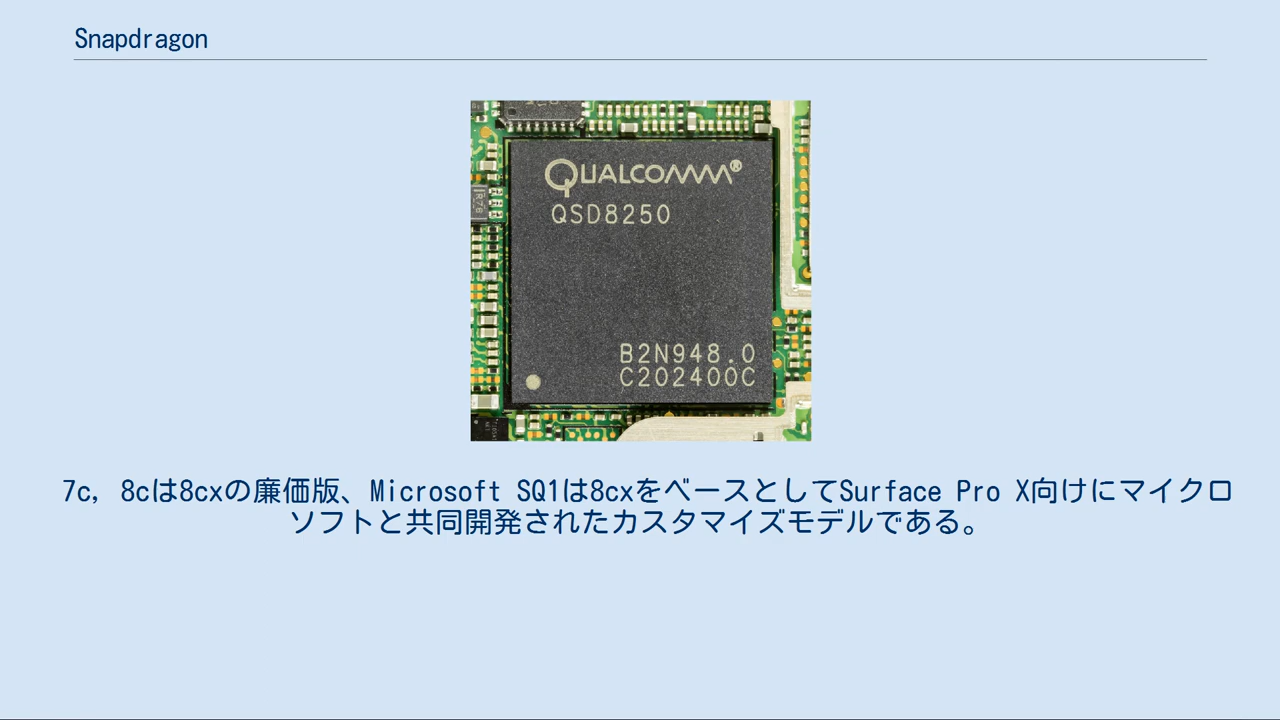 Snapdragon
QUALCOMM®
QSD8250
B2N948.0
C202400C
7c, 8cは8cxの廉価版、Microsoft SQ1は8cxをベースとしてSurface Pro X向けにマイクロ
ソフトと共同開発されたカスタマイズモデルである。